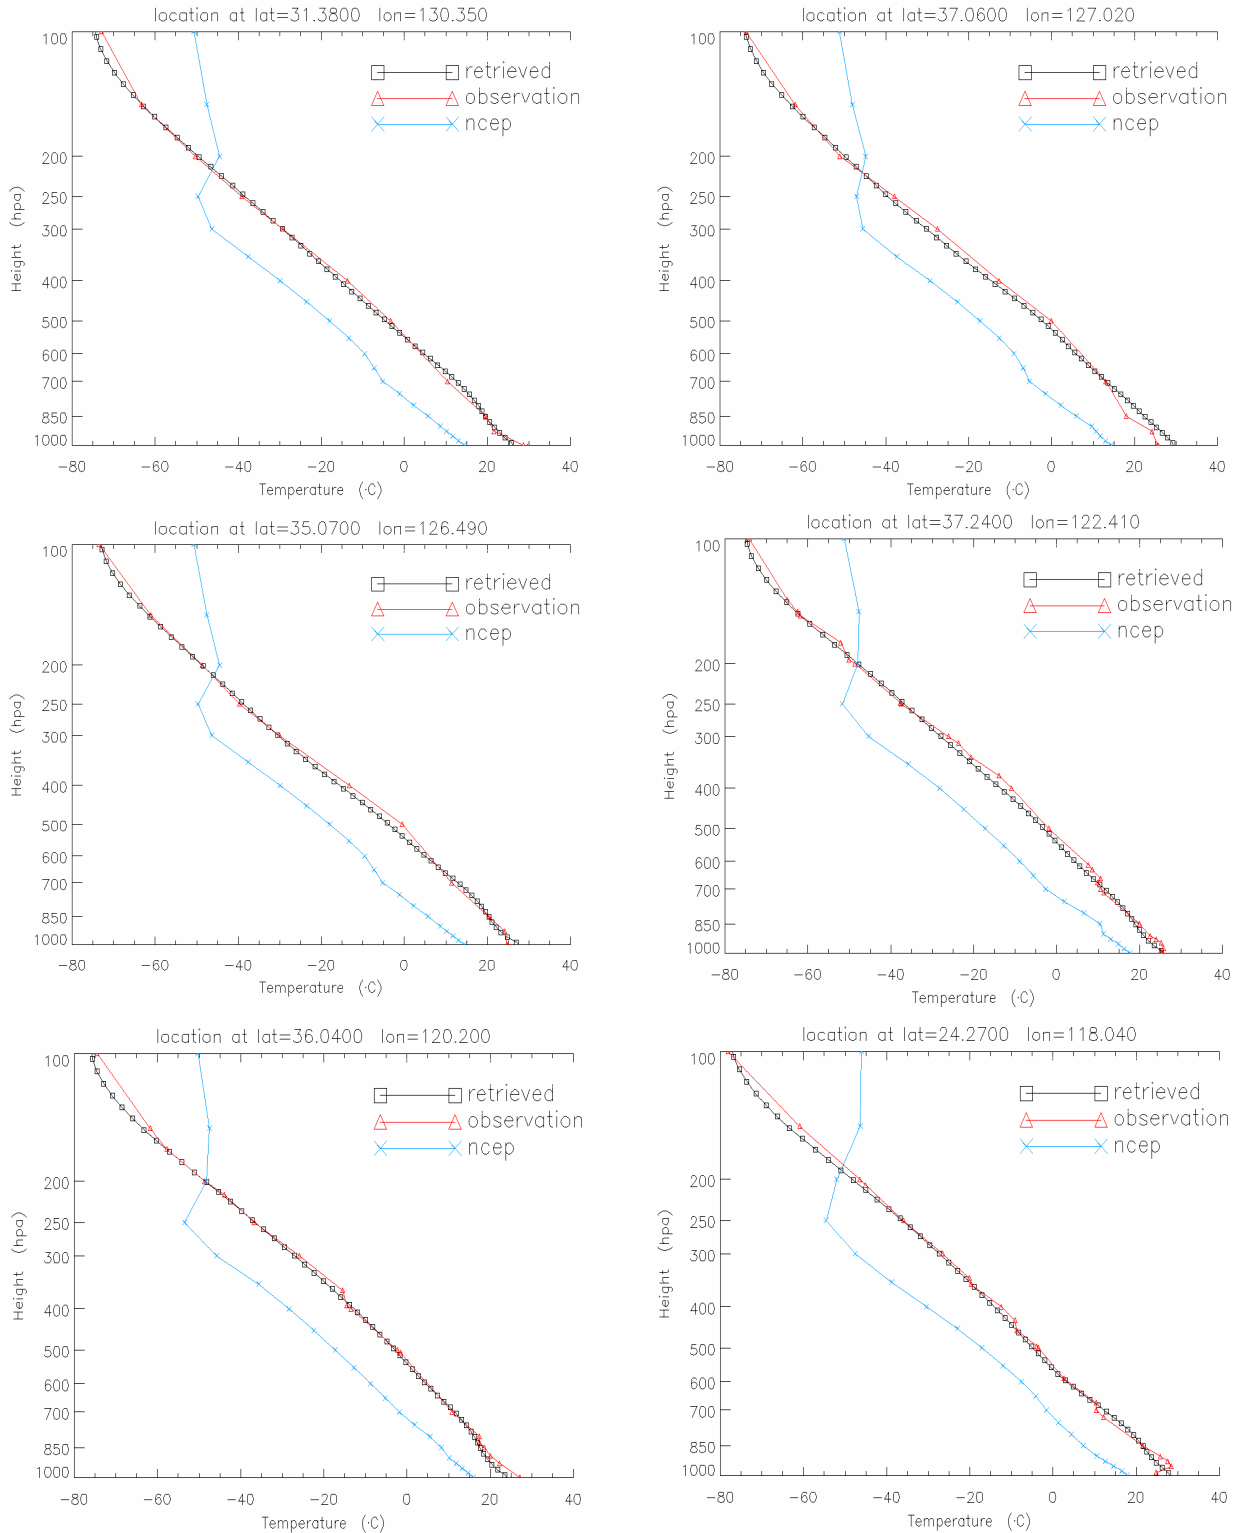 location at lat=31.3800 lon=130.350
100
200
250
300
400
500
600
700
850
1000
Height (hpa)
retrieved
observation
ncep
-80 -60 -40 -20 0 20 40
Temperature (·C)
location at lat=37.0600 lon=127.020
100
200
250
300
400
500
600
700
850
1000
Height (hpa)
retrieved
observation
ncep
-80 -60 -40 -20 0 20 40
Temperature (·C)
location at lat=35.0700 lon=126.490
100
200
250
300
400
500
600
700
850
1000
Height (hpa)
retrieved
observation
ncep
-80 -60 -40 -20 0 20 40
Temperature (·C)
location at lat=37.2400 lon=122.410
100
200
250
300
400
500
600
700
850
1000
Height (hpa)
retrieved
observation
ncep
-80 -60 -40 -20 0 20 40
Temperature (·C)
location at lat=36.0400 lon=120.200
100
200
250
300
400
500
600
700
850
1000
Height (hpa)
retrieved
observation
ncep
-80 -60 -40 -20 0 20 40
Temperature (·C)
location at lat=24.2700 lon=118.040
100
200
250
300
400
500
600
700
850
1000
Height (hpa)
retrieved
observation
ncep
-80 -60 -40 -20 0 20 40
Temperature (·C)